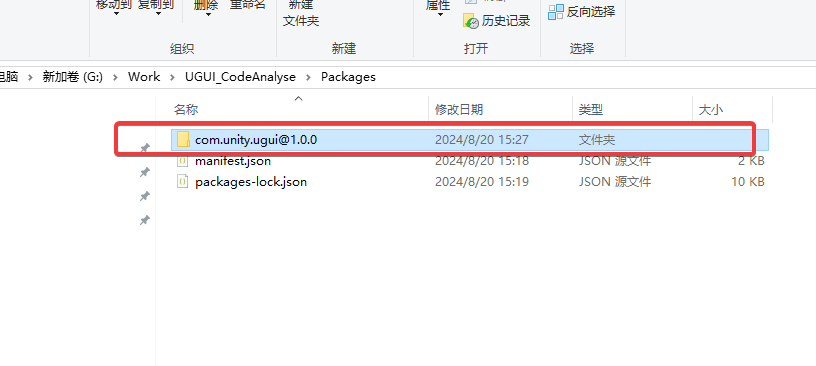 移动到 复制到 删除 重命名 新建 文件夹 属性 历史记录 反向选择
组织 新建 打开 选择
电脑 > 新加卷 (G:) > Work > UGUI_CodeAnalyse > Packages
名称 修改日期 类型 大小
com.unity.ugui@1.0.0 2024/8/20 15:27 文件夹
manifest.json 2024/8/20 15:18 JSON 源文件 2 KB
packages-lock.json 2024/8/20 15:19 JSON 源文件 10 KB